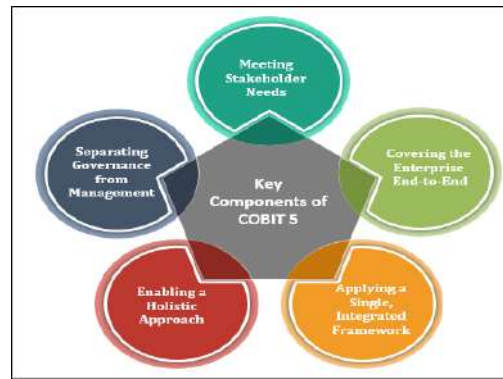 Meeting
Stakeholder
Needs
Separating
Governance
from
Management
Covering the
Enterprise
End-to-End
Key
Components of
COBIT 5
Enabling a
Holistic
Approach
Applying a
Single,
Integrated
Framework